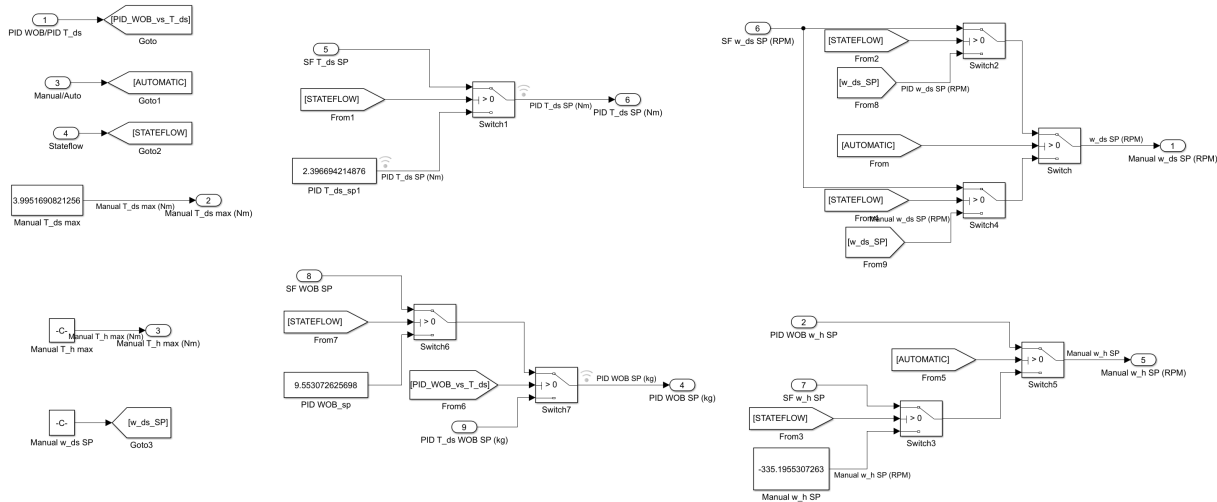 1
PID WOB/PID T_ds
[PID_WOB_vs_T_ds]
Goto
3
Manual/Auto
[AUTOMATIC]
Goto1
4
Stateflow
[STATEFLOW]
Goto2
3.9951690821256
Manual T_ds max
Manual T_ds max (Nm)
2
Manual T_ds max (Nm)
-C-
Manual T_h max
Manual T_h max (Nm)
3
Manual T_h max (Nm)
-C-
Manual w_ds SP
[w_ds_SP]
Goto3
5
SF T_ds SP
[STATEFLOW]
From1
2.396694214876
PID T_ds_sp1
PID T_ds SP (Nm)
> 0
Switch1
PID T_ds SP (Nm)
6
PID T_ds SP (Nm)
8
SF WOB SP
[STATEFLOW]
From7
9.553072625698
PID WOB_sp
> 0
Switch6
[PID_WOB_vs_T_ds]
From6
9
PID T_ds WOB SP (kg)
> 0
Switch7
PID WOB SP (kg)
4
PID WOB SP (kg)
6
SF w_ds SP (RPM)
[STATEFLOW]
From2
[w_ds_SP]
From8
PID w_ds SP (RPM)
> 0
Switch2
[AUTOMATIC]
From
[STATEFLOW]
From4
Manual w_ds SP (RPM)
[w_ds_SP]
From9
> 0
Switch4
> 0
Switch
w_ds SP (RPM)
1
Manual w_ds SP (RPM)
2
PID WOB w_h SP
[AUTOMATIC]
From5
7
SF w_h SP
[STATEFLOW]
From3
-335.1955307263
Manual w_h SP
Manual w_h SP (RPM)
> 0
Switch3
> 0
Switch5
Manual w_h SP
5
Manual w_h SP (RPM)